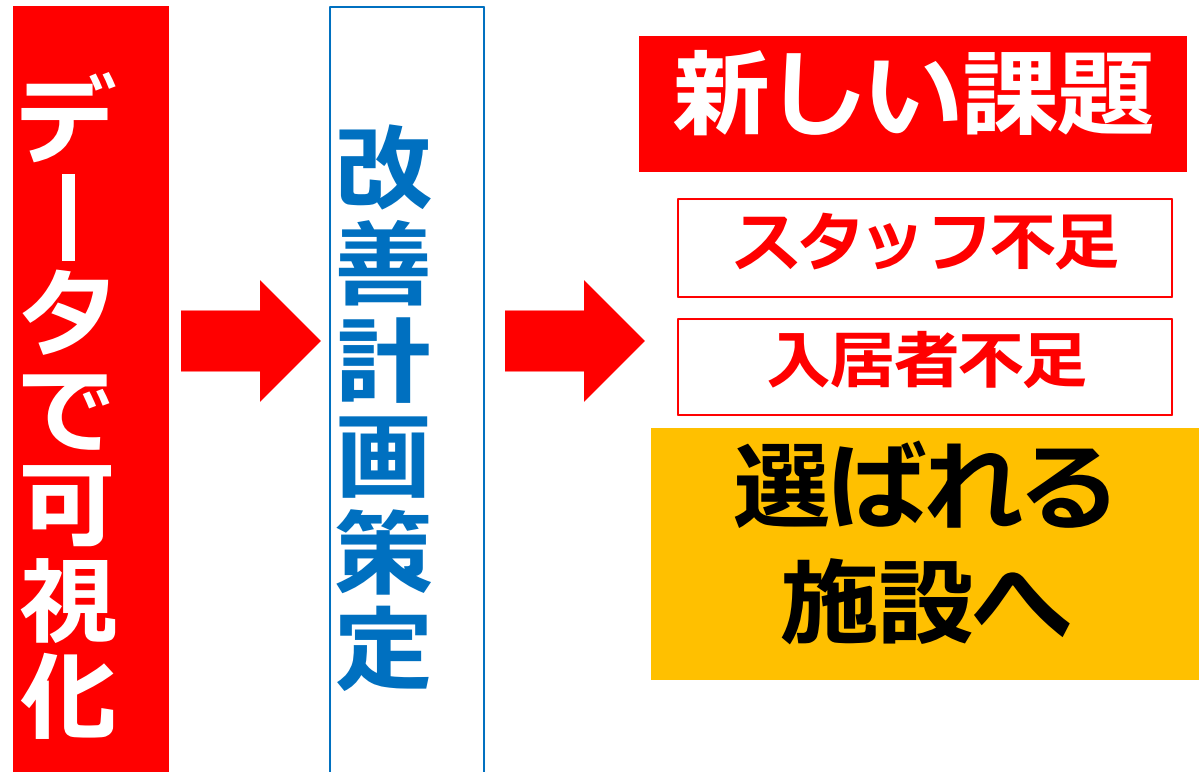 データで可視化
改善計画策定
新しい課題
スタッフ不足
入居者不足
選ばれる
施設へ